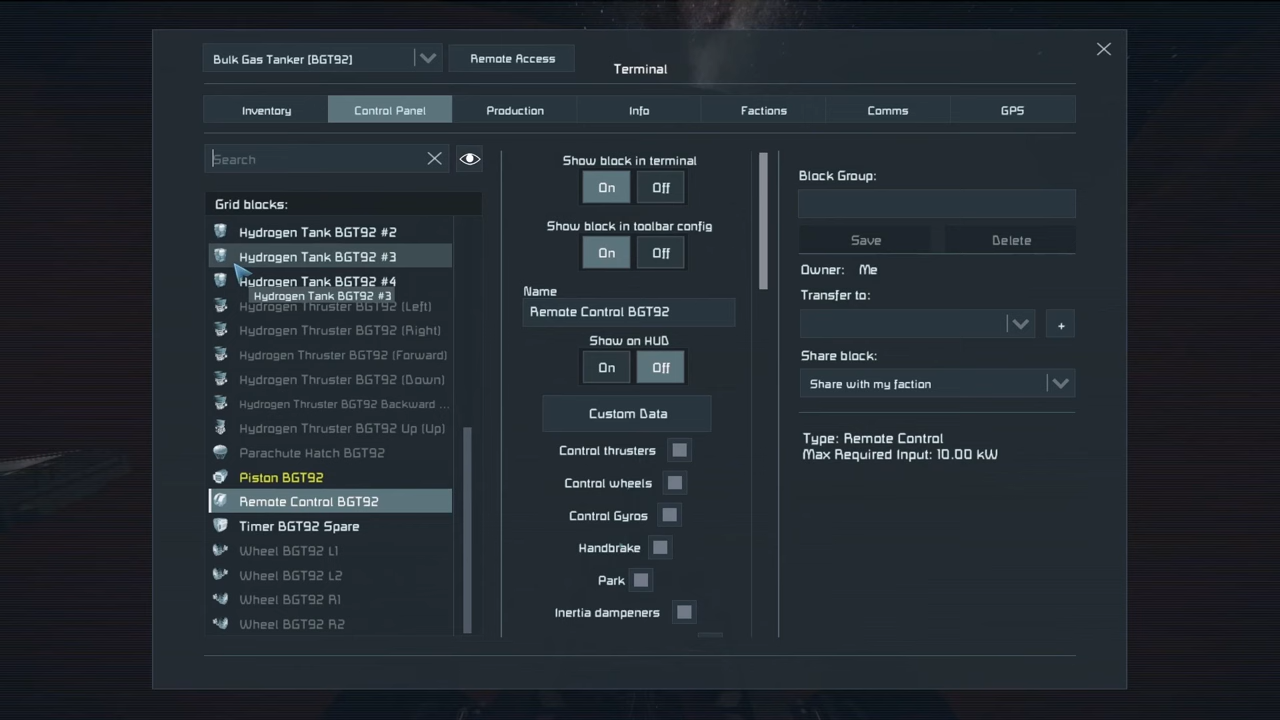 Bulk Gas Tanker [BGT92]
Remote Access
Terminal
Inventory
Control Panel
Production
Info
Factions
Comms
GPS
Search
Grid blocks:
Hydrogen Tank BGT92 #2
Hydrogen Tank BGT92 #3
Hydrogen Tank BGT92 #4
Hydrogen Tank BGT92 #3
Hydrogen Thruster BGT92 (Left)
Hydrogen Thruster BGT92 (Right)
Hydrogen Thruster BGT92 (Forward)
Hydrogen Thruster BGT92 (Down)
Hydrogen Thruster BGT92 Backward ...
Hydrogen Thruster BGT92 Up (Up)
Parachute Hatch BGT92
Piston BGT92
Remote Control BGT92
Timer BGT92 Spare
Wheel BGT92 L1
Wheel BGT92 L2
Wheel BGT92 R1
Wheel BGT92 R2
Show block in terminal
On Off
Show block in toolbar config
On Off
Name
Remote Control BGT92
Show on HUD
On Off
Custom Data
Control thrusters
Control wheels
Control Gyros
Handbrake
Park
Inertia dampeners
Block Group:
Save Delete
Owner: Me
Transfer to:
+
Share block:
Share with my faction
Type: Remote Control
Max Required Input: 10.00 kW